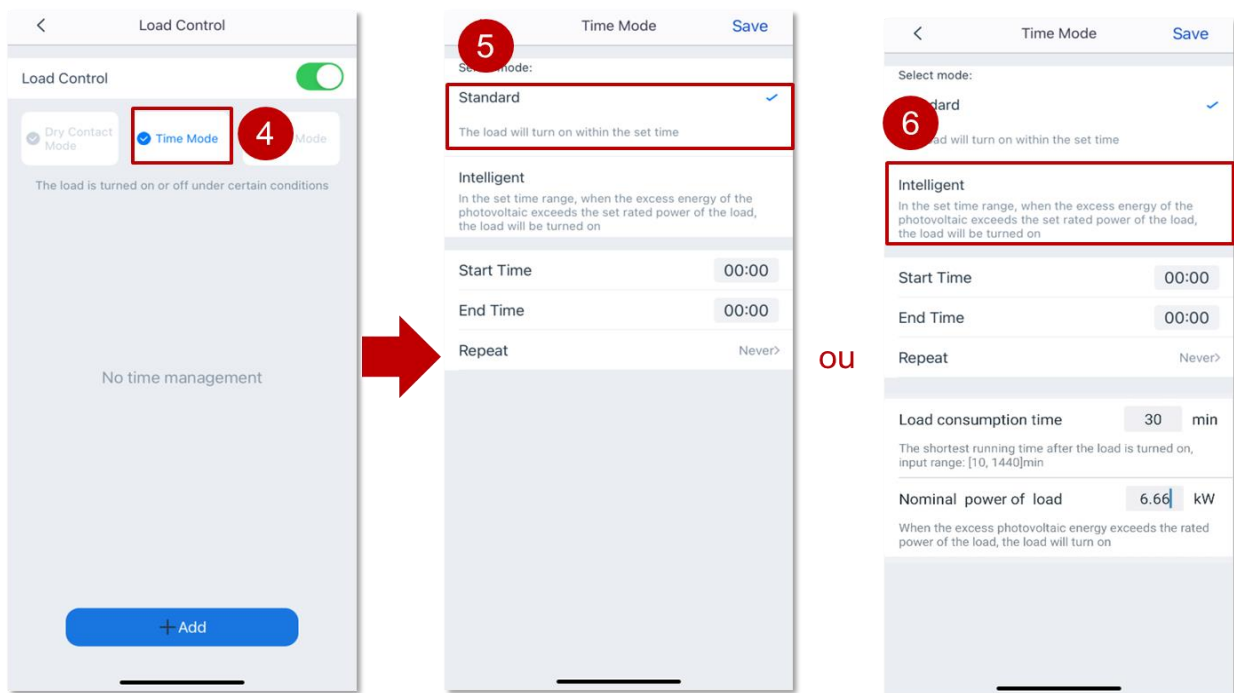 Load Control
Load Control
Dry Contact
Mode
Time Mode
4
Mode
The load is turned on or off under certain conditions
No time management
+ Add
5
Time Mode
Save
mode:
Standard
The load will turn on within the set time
Intelligent
In the set time range, when the excess energy of the
photovoltaic exceeds the set rated power of the load,
the load will be turned on
Start Time
00:00
End Time
00:00
Repeat
Never>
ou
Time Mode
Save
Select mode:
dard
6
ad will turn on within the set time
Intelligent
In the set time range, when the excess energy of the
photovoltaic exceeds the set rated power of the load,
the load will be turned on
Start Time
00:00
End Time
00:00
Repeat
Never>
Load consumption time
30 min
The shortest running time after the load is turned on,
input range: [10, 1440]min
Nominal power of load
6.66 kW
When the excess photovoltaic energy exceeds the rated
power of the load, the load will turn on